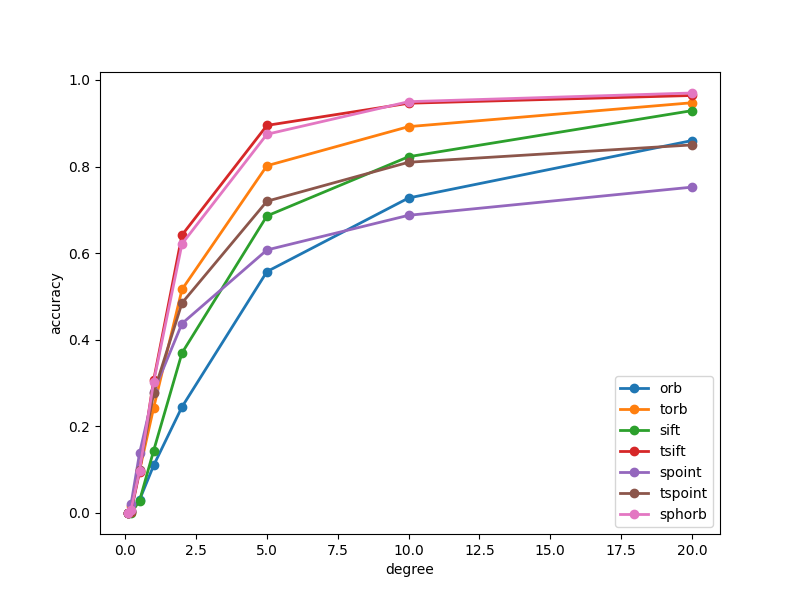 1.0
0.8
0.6
0.4
0.2
0.0
accuracy
0.0 2.5 5.0 7.5 10.0 12.5 15.0 17.5 20.0
degree
orb
torb
sift
tsift
spoint
tspoint
sphorb